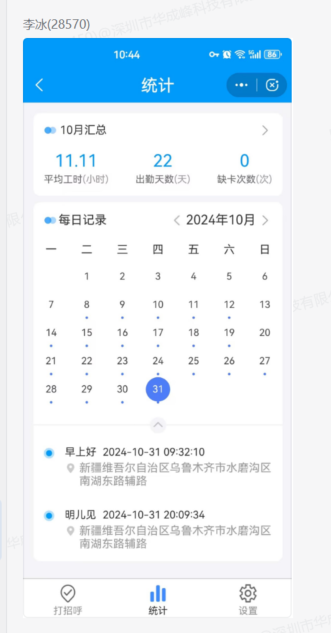 李冰(28570)
10:44
86
统计
10月汇总
11.11 22 0
平均工时(小时) 出勤天数(天) 缺卡次数(次)
每日记录 2024年10月
一 二 三 四 五 六 日
1 2 3 4 5 6
7 8 9 10 11 12 13
14 15 16 17 18 19 20
21 22 23 24 25 26 27
28 29 30 31
早上好 2024-10-31 09:32:10
新疆维吾尔自治区乌鲁木齐市水磨沟区
南湖东路辅路
明儿见 2024-10-31 20:09:34
新疆维吾尔自治区乌鲁木齐市水磨沟区
南湖东路辅路
打招呼 统计 设置